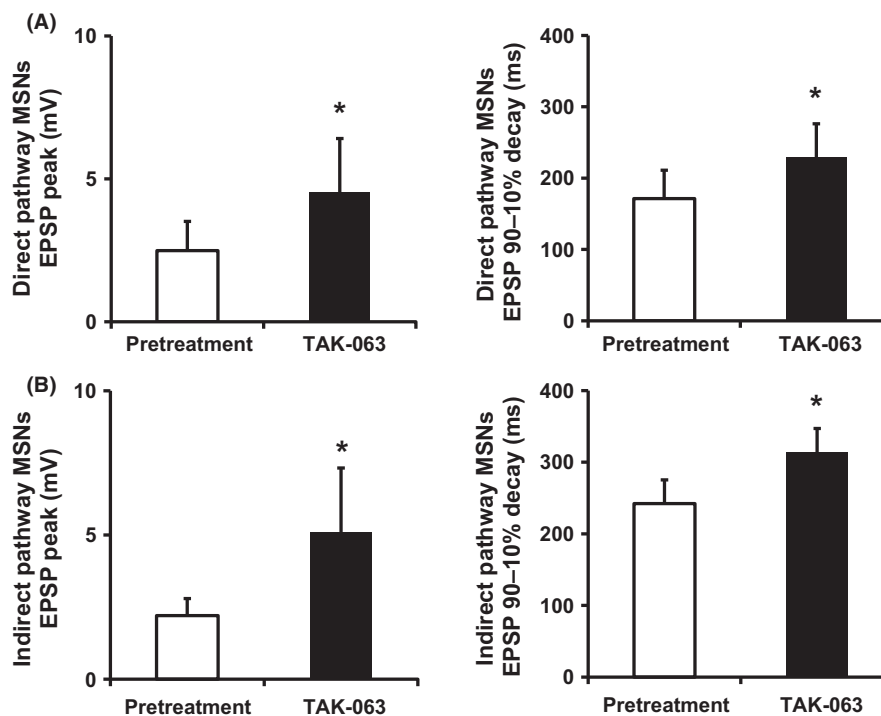 (A)
Direct pathway MSNs
EPSP peak (mV)
10
5
0
*
Pretreatment TAK-063
Direct pathway MSNs
EPSP 90–10% decay (ms)
400
300
200
100
0
*
Pretreatment TAK-063
(B)
Indirect pathway MSNs
EPSP peak (mV)
10
5
0
*
Pretreatment TAK-063
Indirect pathway MSNs
EPSP 90–10% decay (ms)
400
300
200
100
0
*
Pretreatment TAK-063